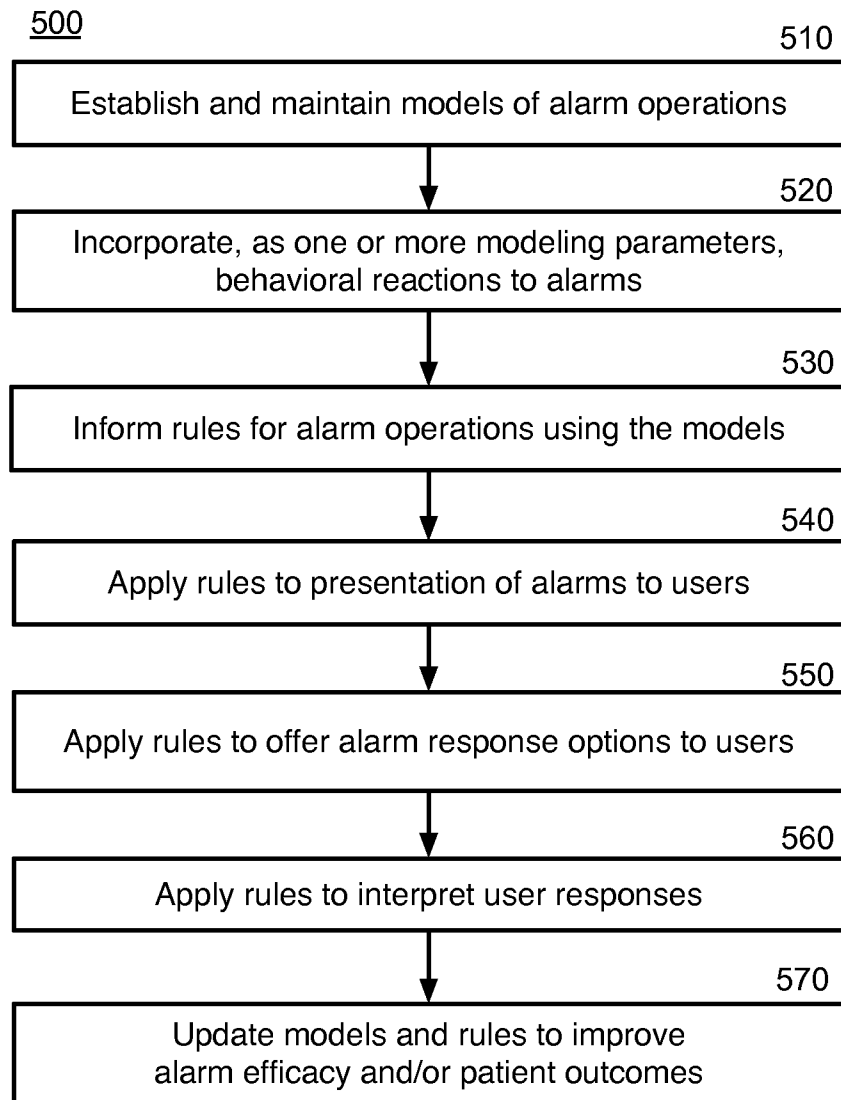 500
510
Establish and maintain models of alarm operations
520
Incorporate, as one or more modeling parameters,
behavioral reactions to alarms
530
Inform rules for alarm operations using the models
540
Apply rules to presentation of alarms to users
550
Apply rules to offer alarm response options to users
560
Apply rules to interpret user responses
570
Update models and rules to improve
alarm efficacy and/or patient outcomes